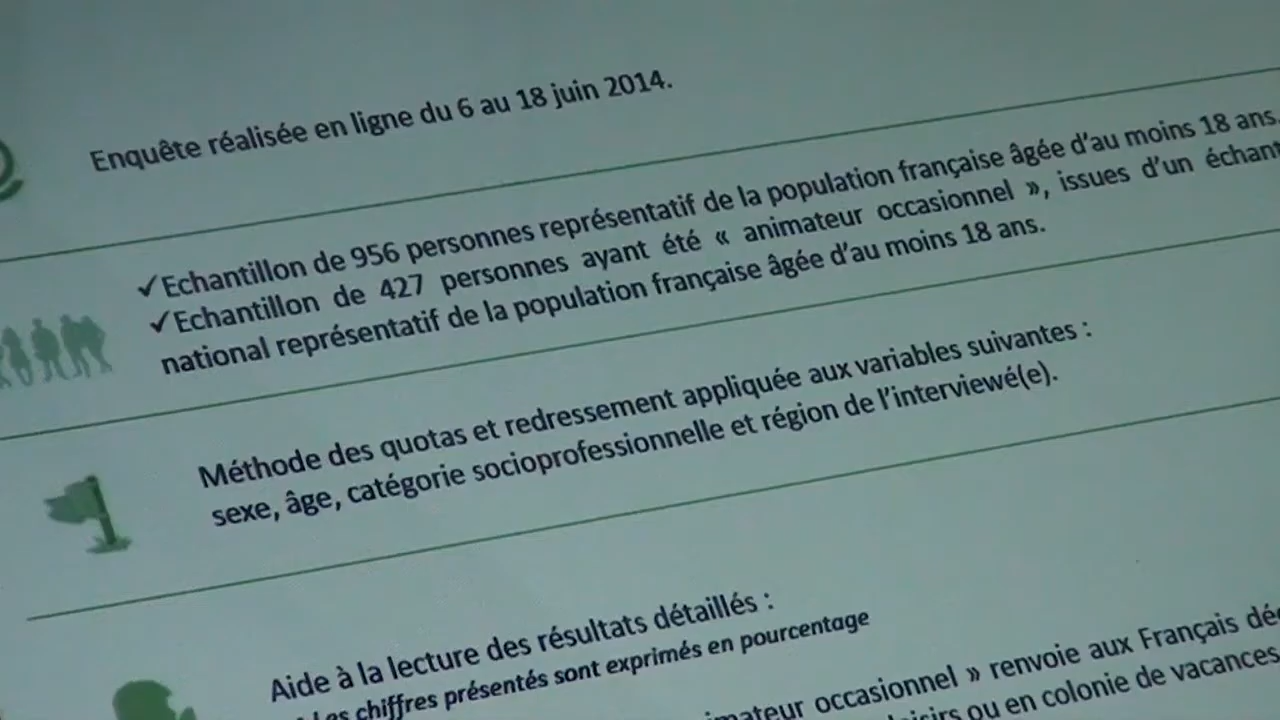 Enquête réalisée en ligne du 6 au 18 juin 2014.
✓Echantillon de 956 personnes représentatif de la population française âgée d'au moins 18 ans.
✓Echantillon de 427 personnes ayant été « animateur occasionnel », issues d'un échant
national représentatif de la population française âgée d'au moins 18 ans.
Méthode des quotas et redressement appliquée aux variables suivantes :
sexe, âge, catégorie socioprofessionnelle et région de l'interviewé(e).
Aide à la lecture des résultats détaillés :
Les chiffres présentés sont exprimés en pourcentage
imateur occasionnel » renvoie aux Français dé
oisirs ou en colonie de vacances